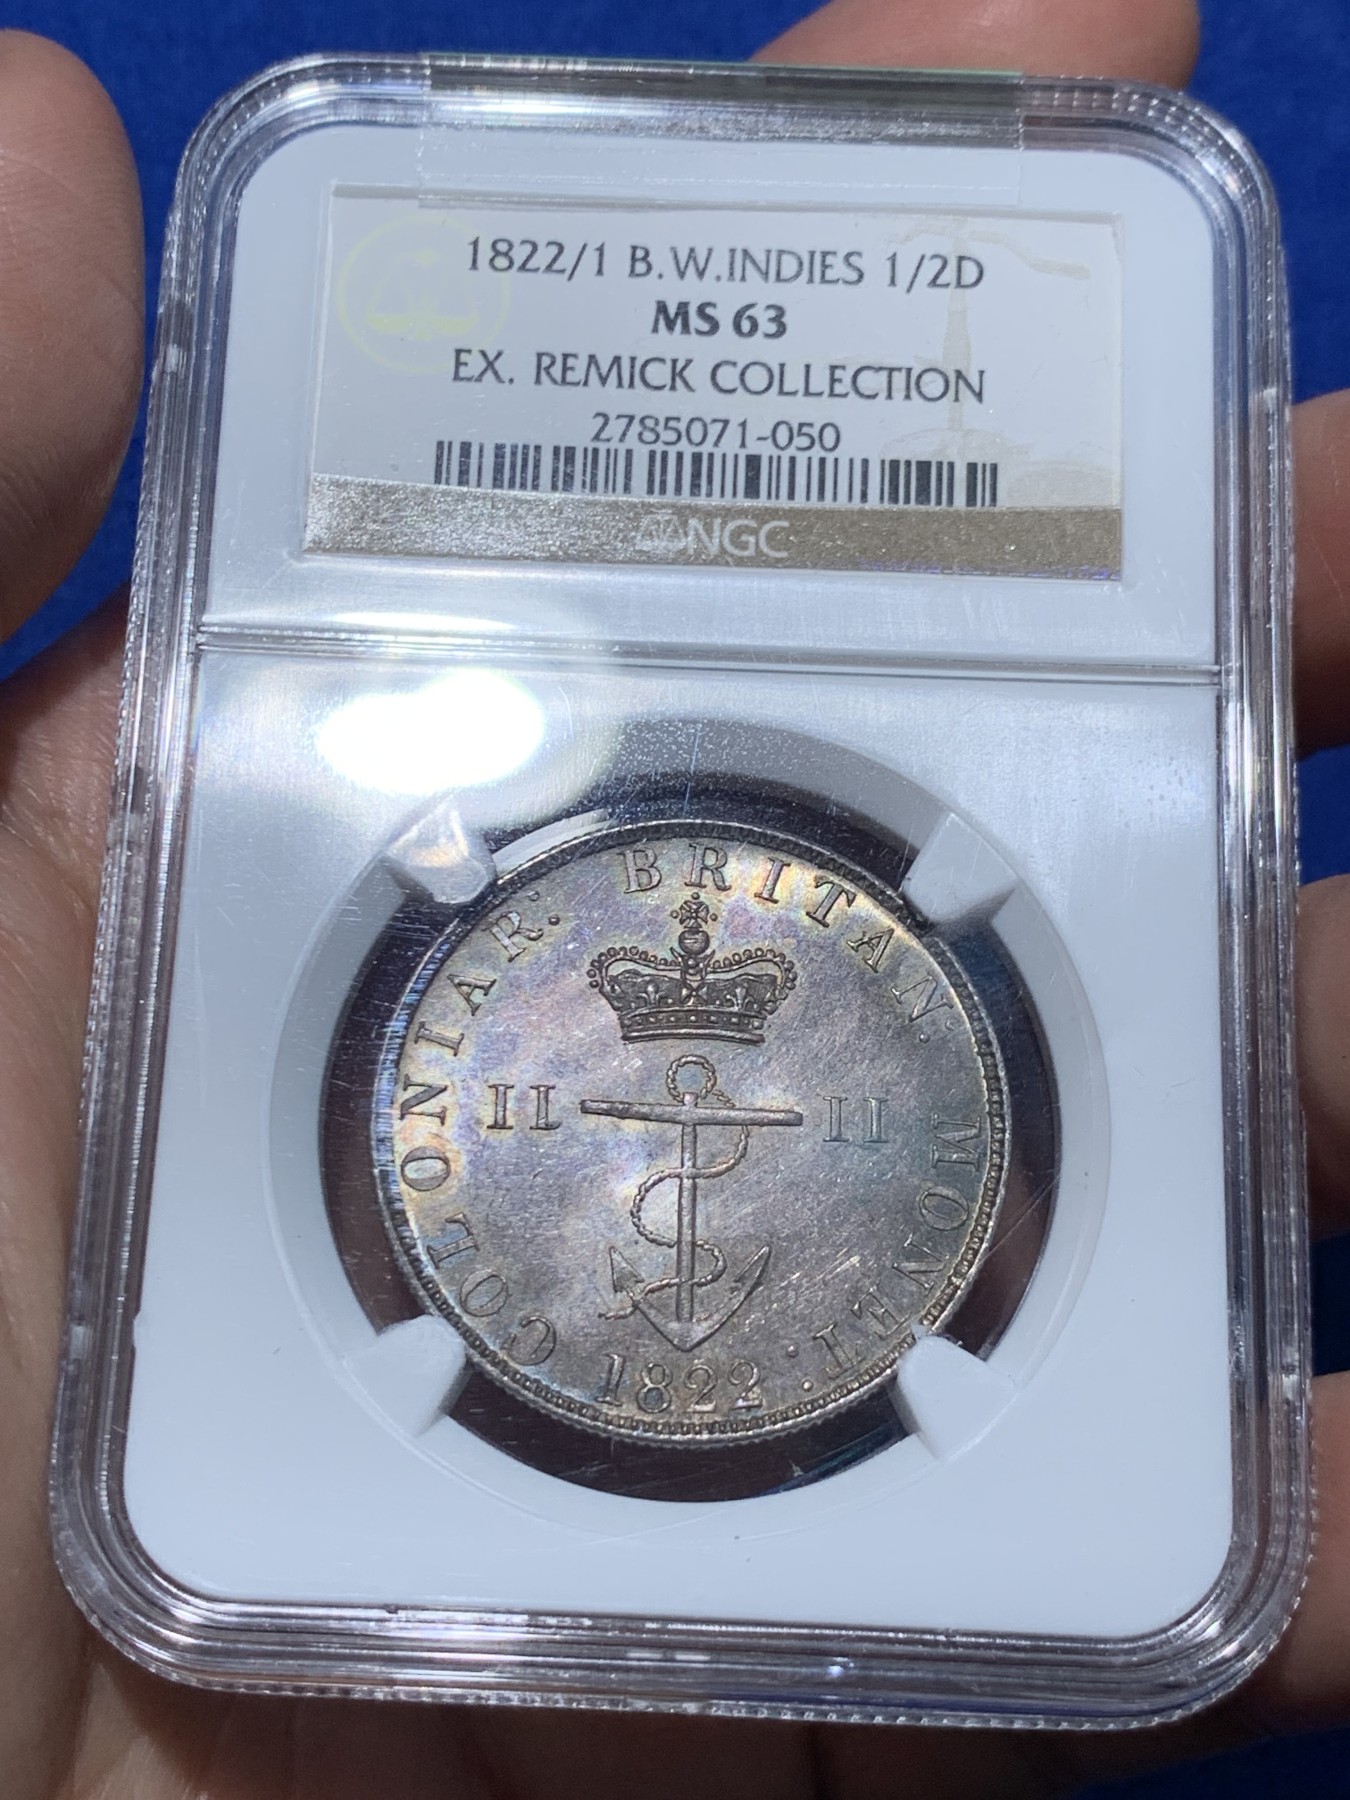 1822/1 B.W.INDIES 1/2D
MS 63
EX. REMICK COLLECTION
2785071-050
NGC
COLONIAR: BRITAN. MONET:
II II
1822